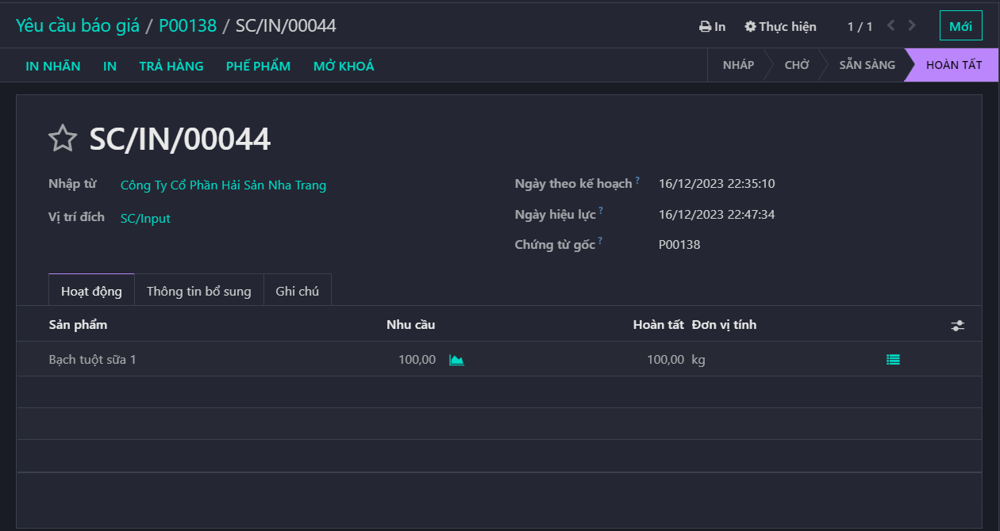 Yêu cầu báo giá / P00138 / SC/IN/00044
In Thực hiện 1 / 1 Mới
IN NHÃN IN TRẢ HÀNG PHẾ PHẨM MỞ KHOÁ
NHÁP CHỜ SẴN SÀNG HOÀN TẤT
SC/IN/00044
Nhập từ Công Ty Cổ Phần Hải Sản Nha Trang
Vị trí đích SC/Input
Ngày theo kế hoạch ? 16/12/2023 22:35:10
Ngày hiệu lực ? 16/12/2023 22:47:34
Chứng từ gốc ? P00138
Hoạt động Thông tin bổ sung Ghi chú
Sản phẩm Nhu cầu Hoàn tất Đơn vị tính
Bạch tuột sữa 1 100,00 100,00 kg